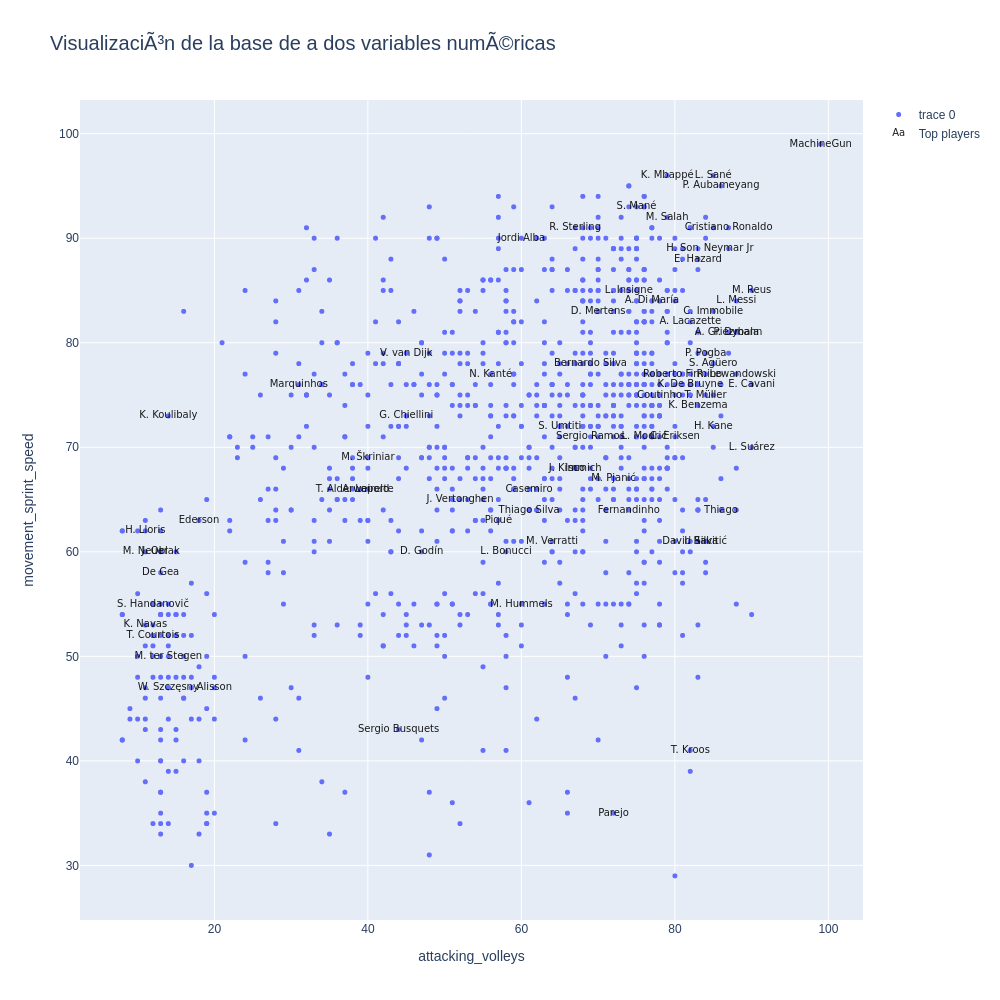 VisualizaciÃ³n de la base de a dos variables numÃ©ricas
trace 0
Aa Top players
100
MachineGun
K. Mbappé
L. Sané
P. Aubameyang
S. Mané
M. Salah
R. Sterling
Cristiano Ronaldo
90
Jordi Alba
H. Son
Neymar Jr
E. Hazard
L. Insigne
M. Reus
A. Di María
L. Messi
D. Mertens
C. Immobile
A. Lacazette
80
V. van Dijk
P. Pogba
Bernardo Silva
S. Agüero
N. Kanté
Marquinhos
K. De Bruyne
E. Cavani
Coutinho
T. Müller
K. Benzema
K. Koulibaly
G. Chiellini
S. Umtiti
H. Kane
Sergio Ramos
70
L. Suárez
M. Škriniar
M. Pjanić
Casemiro
J. Vertonghen
Thiago Silva
Fernandinho
Thiago
Ederson
Piqué
H. Lloris
M. Verratti
60
D. Godín
L. Bonucci
De Gea
S. Handanovič
M. Hummels
K. Navas
T. Courtois
50
M. ter Stegen
W. Szczęsny
Alisson
Sergio Busquets
T. Kroos
40
Parejo
30
20
40
60
80
100
attacking_volleys
movement_sprint_speed